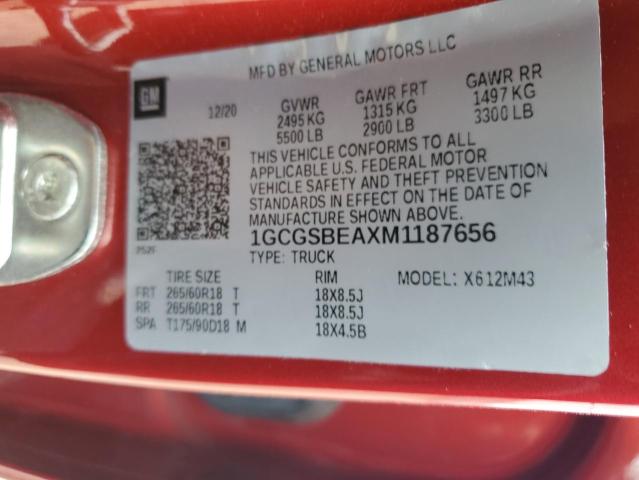 MFD BY GENERAL MOTORS LLC
GM
12/20 GVWR GAWR FRT GAWR RR
2495 KG 1315 KG 1497 KG
5500 LB 2900 LB 3300 LB
THIS VEHICLE CONFORMS TO ALL
APPLICABLE U.S. FEDERAL MOTOR
VEHICLE SAFETY AND THEFT PREVENTION
STANDARDS IN EFFECT ON THE DATE OF
MANUFACTURE SHOWN ABOVE.
1GCGSBEAXM1187656
TYPE: TRUCK
TIRE SIZE RIM MODEL: X612M43
FRT 265/60R18 T 18X8.5J
RR 265/60R18 T 18X8.5J
SPA T175/90D18 M 18X4.5B